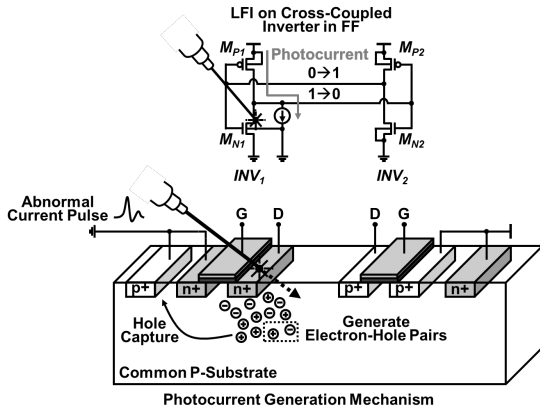 LFI on Cross-Coupled
Inverter in FF
MP1
Photocurrent
MP2
0→1
1→0
MN1
MN2
INV1
INV2
Abnormal
Current Pulse
G
D
D
G
p+
n+
n+
p+
p+
n+
Hole
Capture
Generate
Electron-Hole Pairs
Common P-Substrate
Photocurrent Generation Mechanism